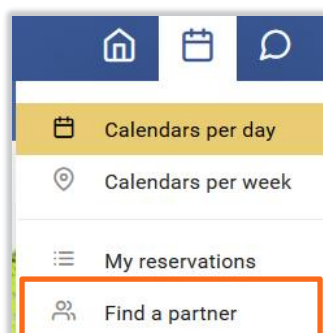 Calendars per day
Calendars per week
My reservations
Find a partner